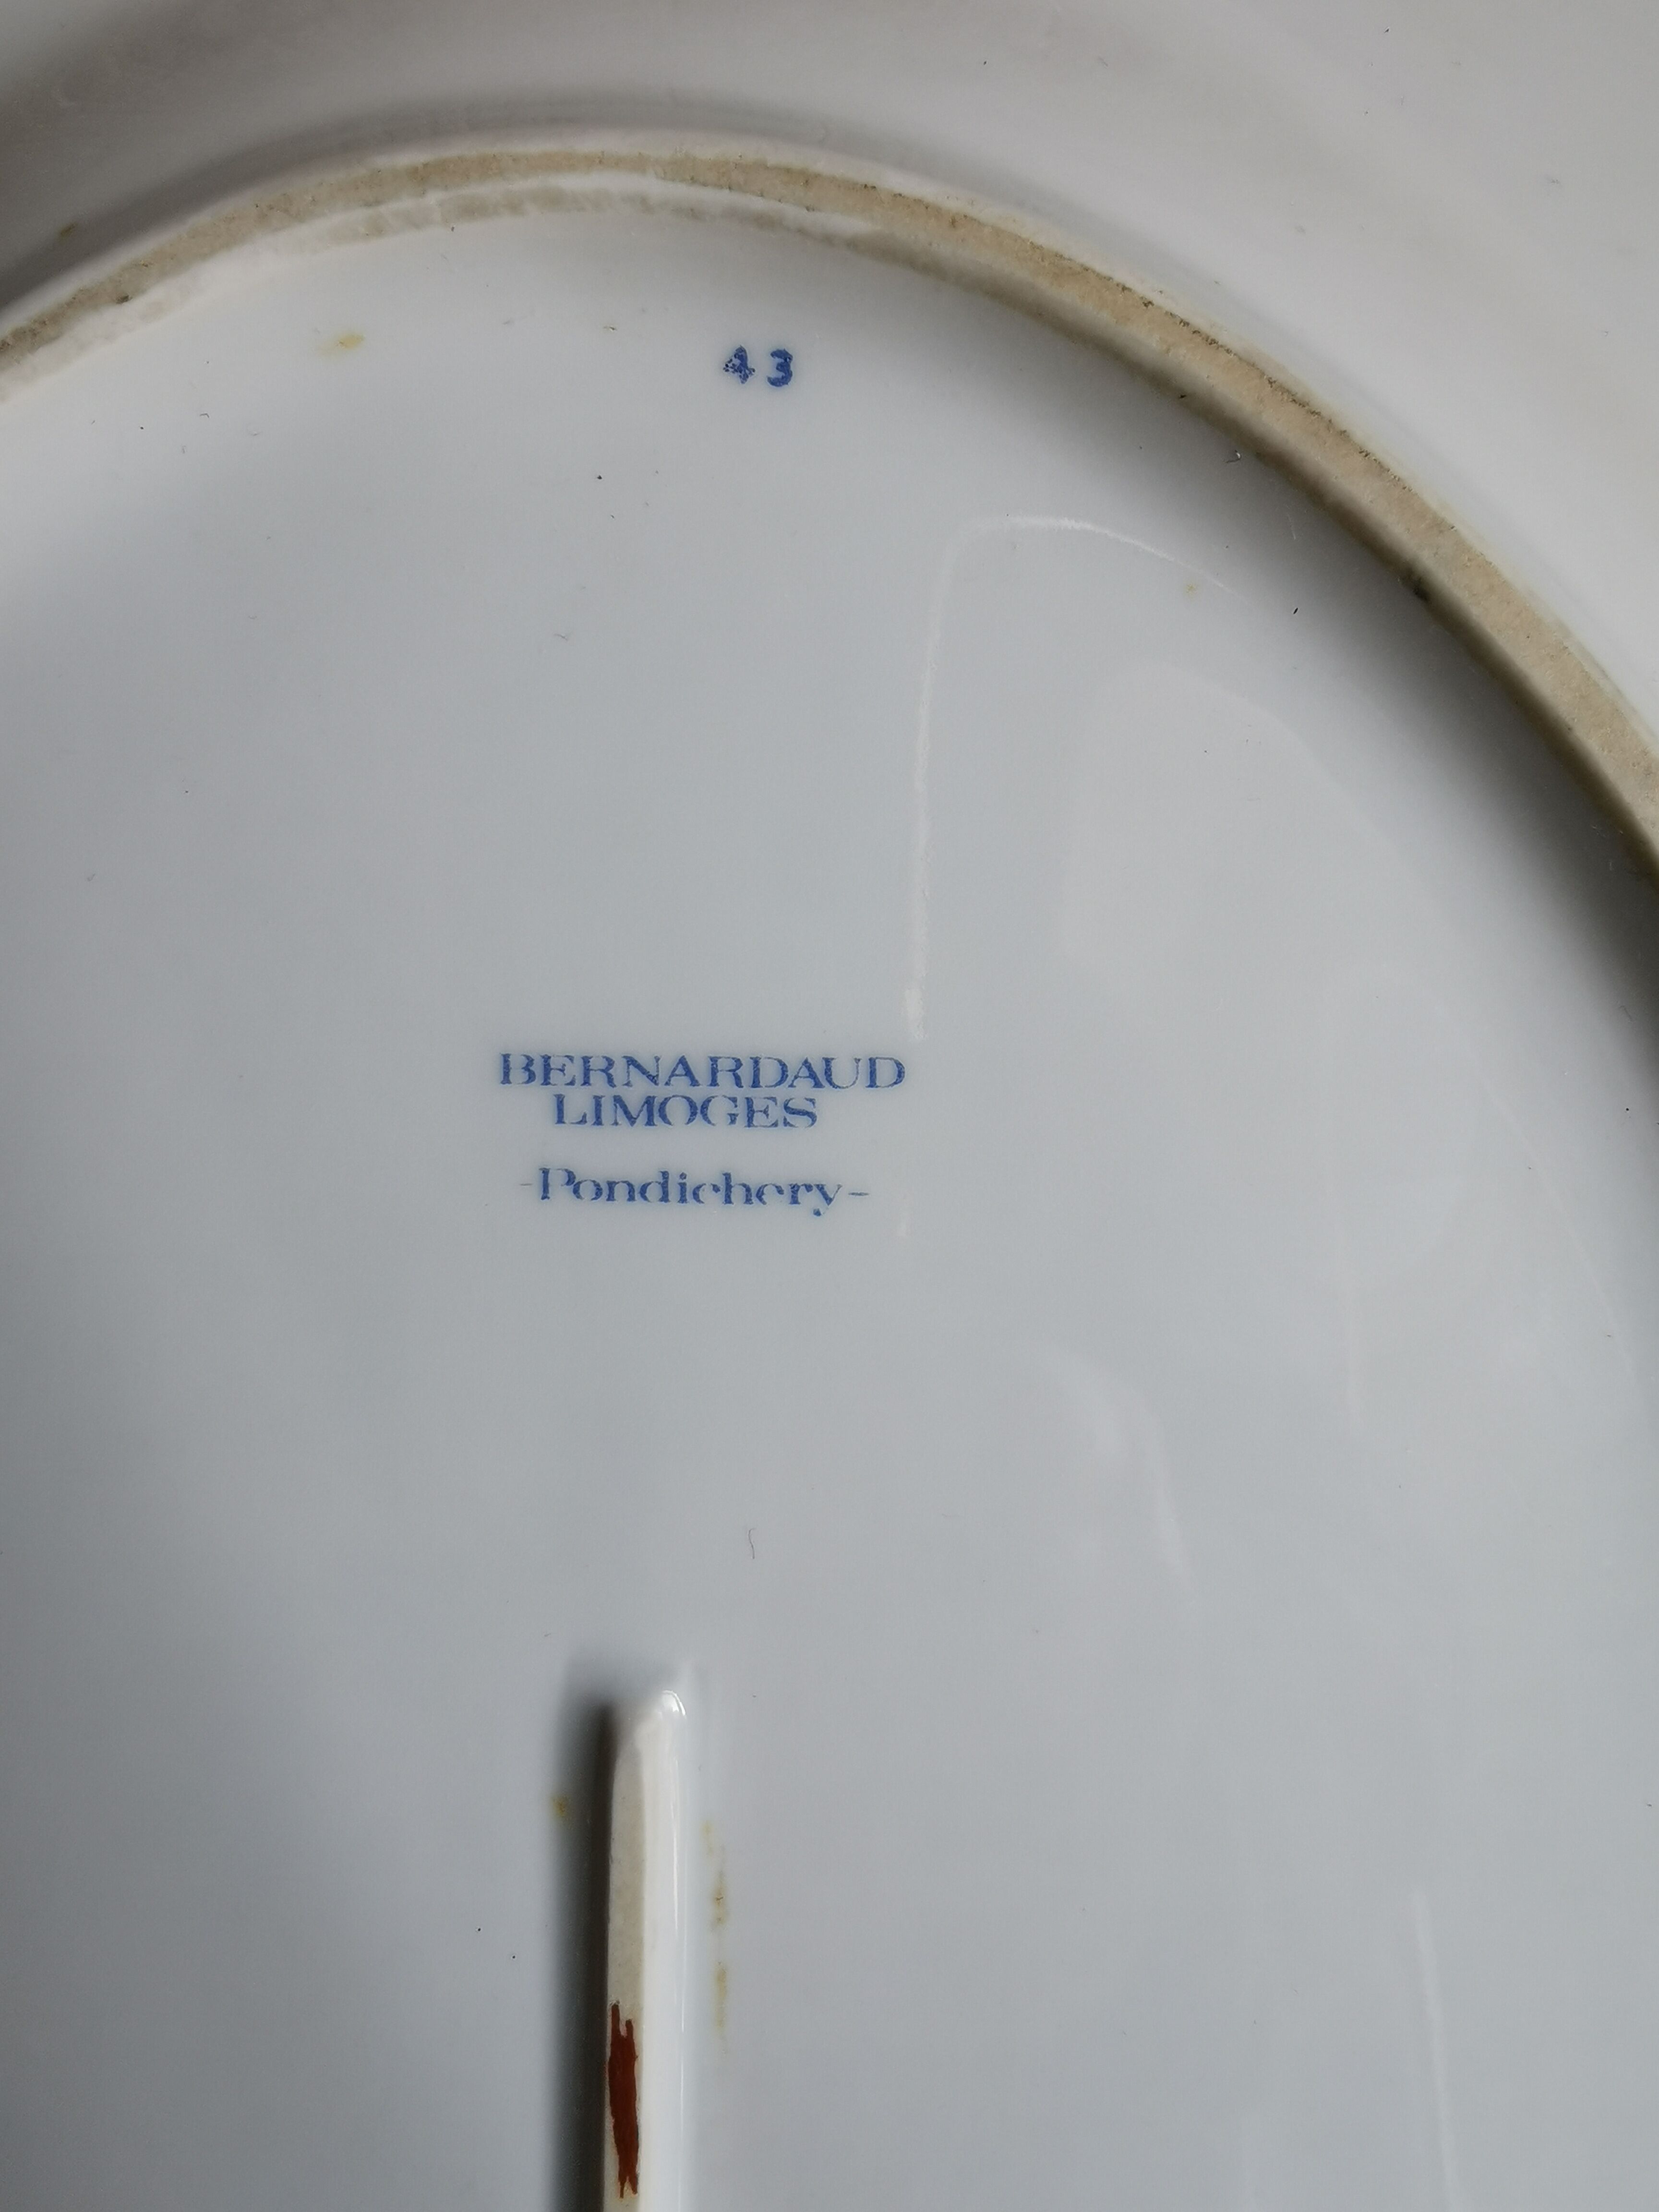 43
BERNARDAUD
LIMOGES
-Pondichery-